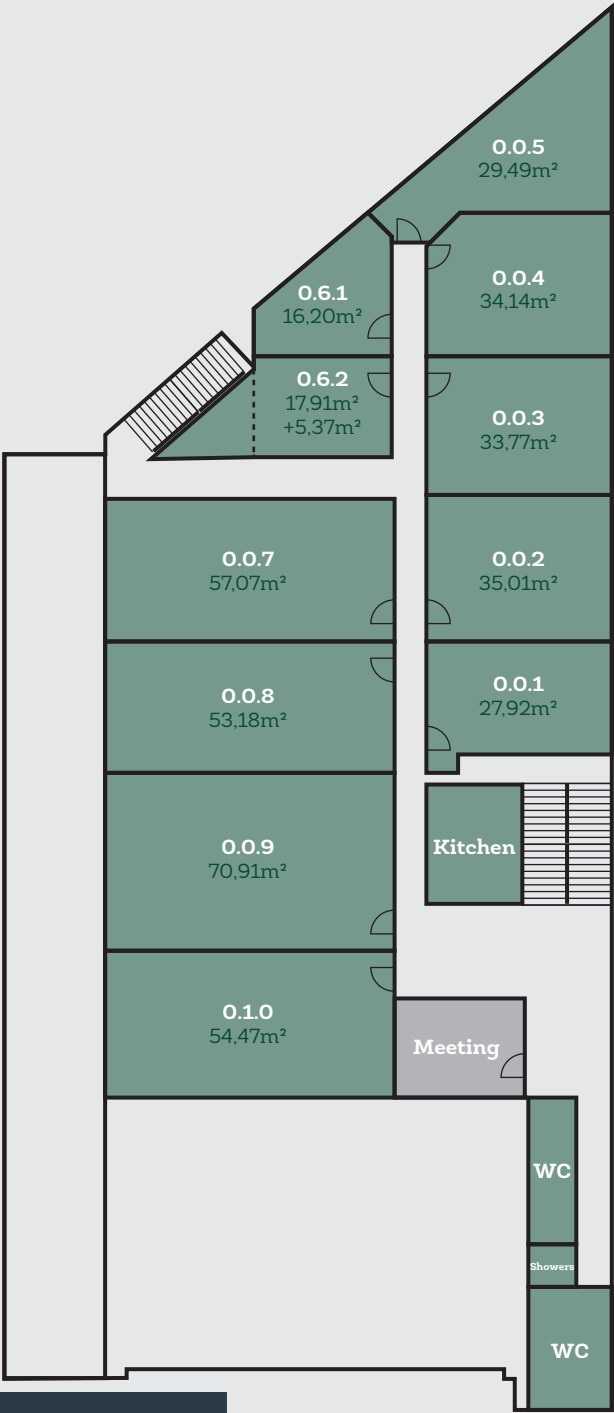 0.0.5
29,49m²
0.0.4
34,14m²
0.6.1
16,20m²
0.6.2
17,91m²
+5,37m²
0.0.3
33,77m²
0.0.7
57,07m²
0.0.2
35,01m²
0.0.8
53,18m²
0.0.1
27,92m²
0.0.9
70,91m²
Kitchen
0.1.0
54,47m²
Meeting
WC
Showers
WC